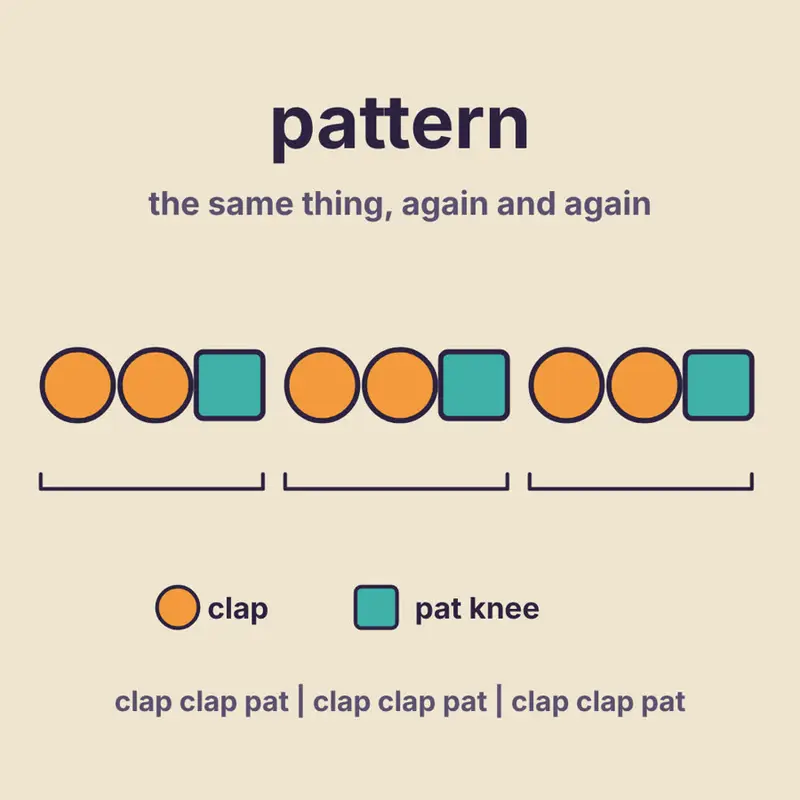 pattern
the same thing, again and again
clap
pat knee
clap clap pat | clap clap pat | clap clap pat